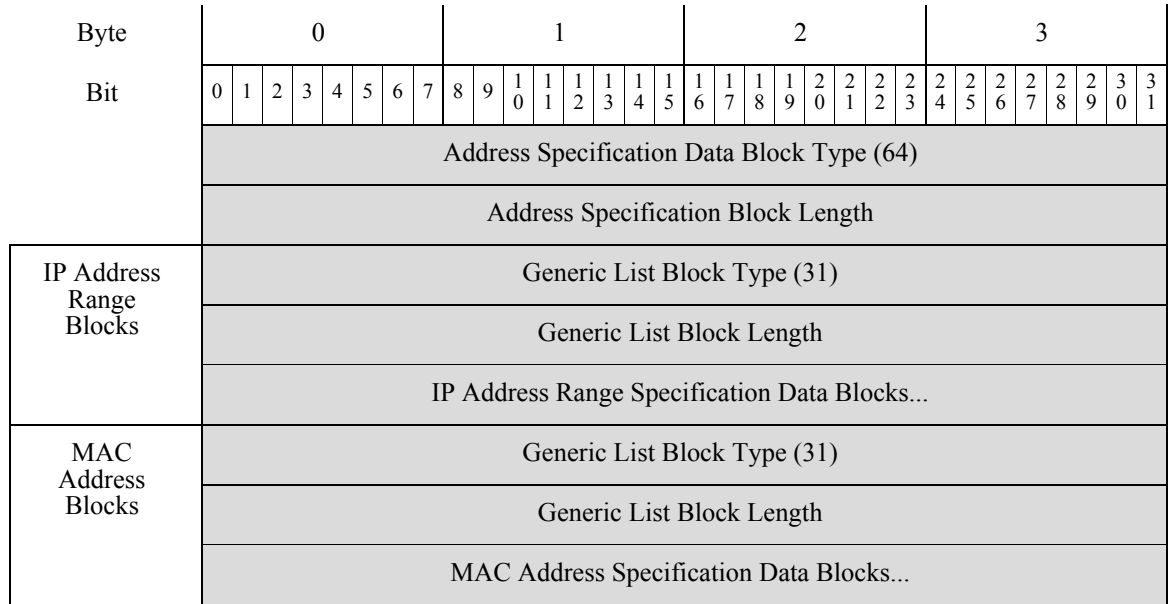 Byte 0 1 2 3
Bit 0 1 2 3 4 5 6 7 8 9 10 11 12 13 14 15 16 17 18 19 20 21 22 23 24 25 26 27 28 29 30 31
Address Specification Data Block Type (64)
Address Specification Block Length
IP Address
Range
Blocks
Generic List Block Type (31)
Generic List Block Length
IP Address Range Specification Data Blocks...
MAC
Address
Blocks
Generic List Block Type (31)
Generic List Block Length
MAC Address Specification Data Blocks...